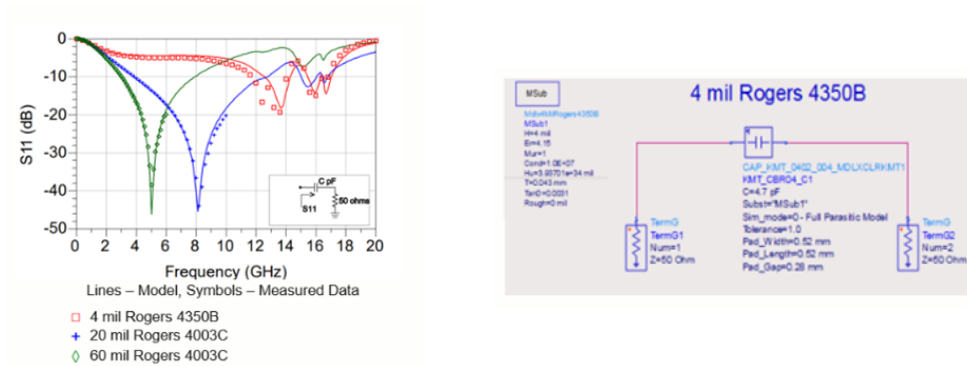 S11 (dB)
0
-10
-20
-30
-40
-50
0 2 4 6 8 10 12 14 16 18 20
C pF
S11
50 ohms
Frequency (GHz)
Lines – Model, Symbols – Measured Data
4 mil Rogers 4350B
20 mil Rogers 4003C
60 mil Rogers 4003C
MSub
MSub1
H=4 mil
Er=4.15
Mur=1
Cond=1.0E+07
Hu=3.93701e+34 mil
T=0.043 mm
TanD=0.0031
Rough=0 mil
4 mil Rogers 4350B
CAP_KMT_0402_004_MDLXCLRKMT1
KMT_CBR04_C1
C=4.7 pF
Subst="MSub1"
Sim_mode=0 - Full Parasitic Model
Tolerance=1.0
Pad_Width=0.52 mm
Pad_Length=0.52 mm
Pad_Gap=0.28 mm
TermG
TermG1
Num=1
Z=50 Ohm
TermG
TermG2
Num=2
Z=50 Ohm